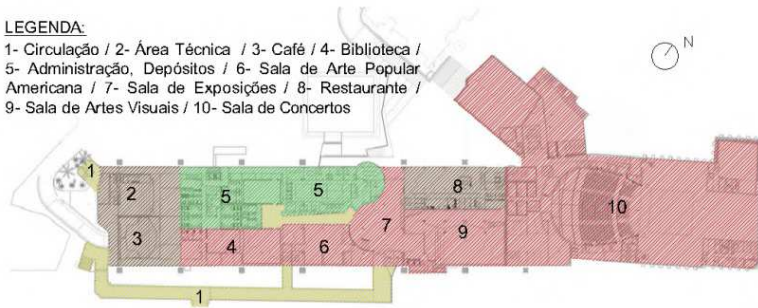 LEGENDA:
1- Circulação / 2- Área Técnica / 3- Café / 4- Biblioteca /
5- Administração, Depósitos / 6- Sala de Arte Popular
Americana / 7- Sala de Exposições / 8- Restaurante /
9- Sala de Artes Visuais / 10- Sala de Concertos
N
1
2
5
5
8
10
7
3
4
6
9
1